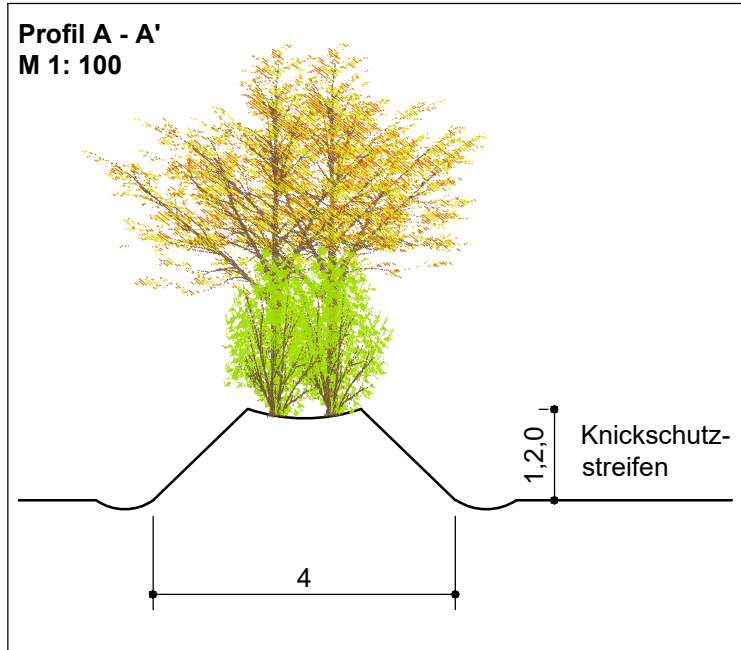 Profil A - A'
M 1: 100
1,2,0
Knickschutz-
streifen
4